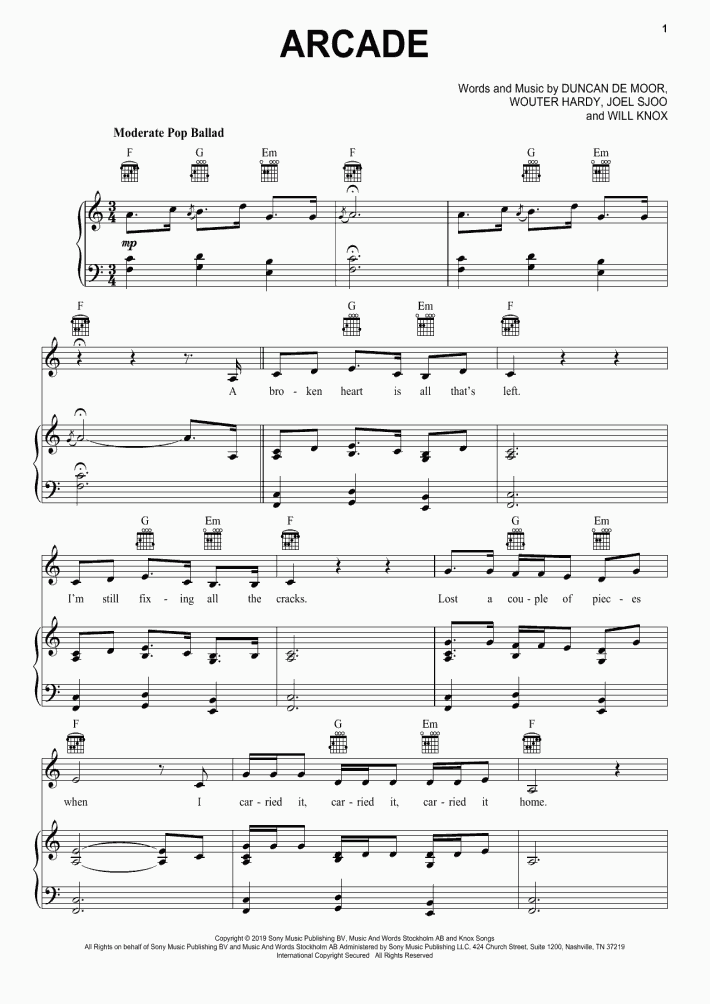 1
ARCADE
Words and Music by DUNCAN DE MOOR,
WOUTER HARDY, JOEL SJOO
and WILL KNOX
Moderate Pop Ballad
F G Em F G Em
3 4
mp
3 4
F G Em F
A bro - ken heart is all that's left.
G Em F G Em
I'm still fix - ing all the cracks. Lost a cou - ple of piec - es
F G Em F
when I car - ried it, car - ried it, car - ried it home.
Copyright © 2019 Sony Music Publishing BV, Music And Words Stockholm AB and Knox Songs
All Rights on behalf of Sony Music Publishing BV and Music And Words Stockholm AB Administered by Sony Music Publishing LLC, 424 Church Street, Suite 1200, Nashville, TN 37219
International Copyright Secured All Rights Reserved